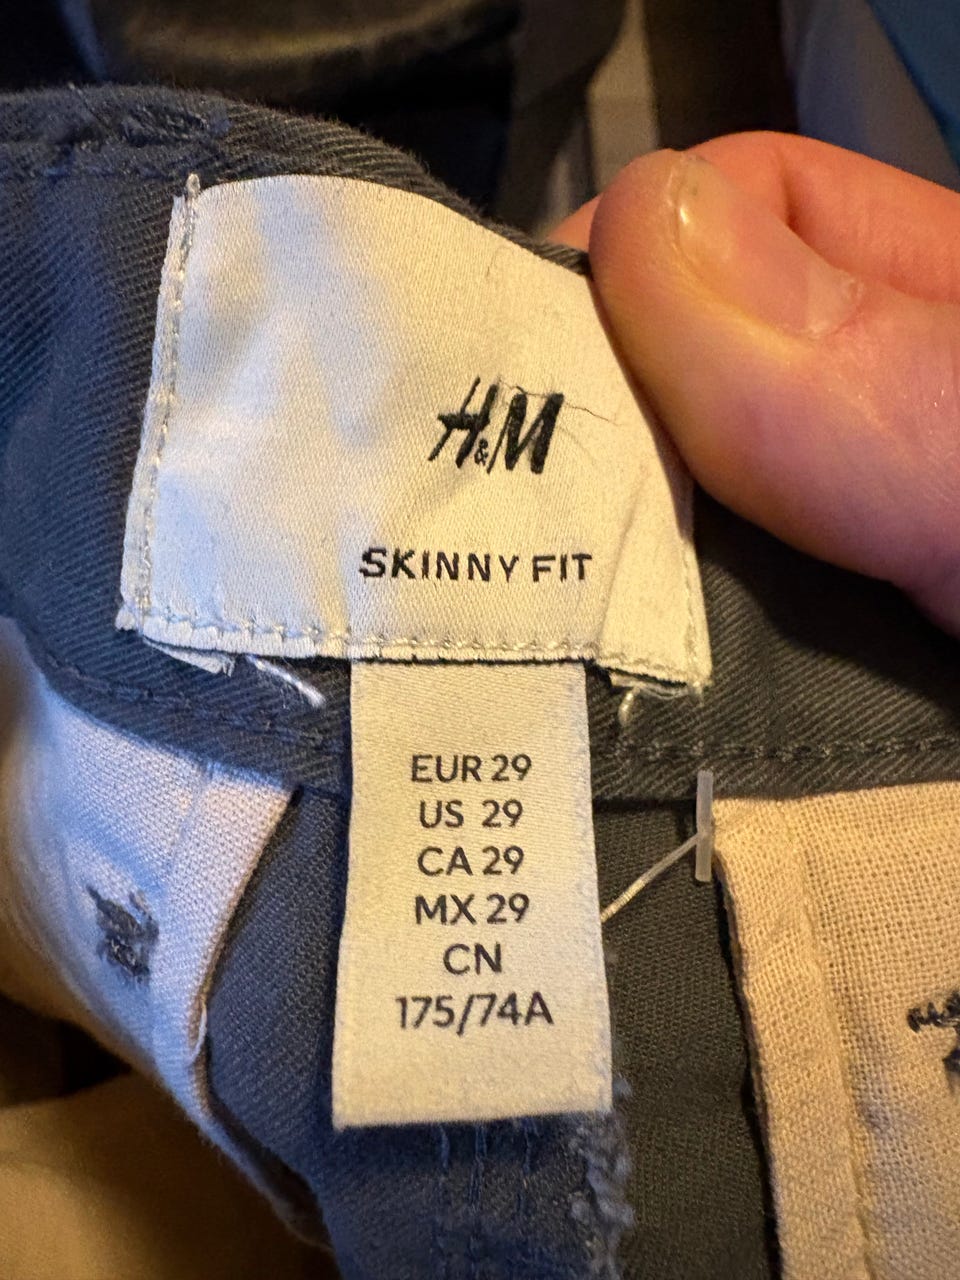 H&M
SKINNY FIT
EUR 29
US 29
CA 29
MX 29
CN
175/74A